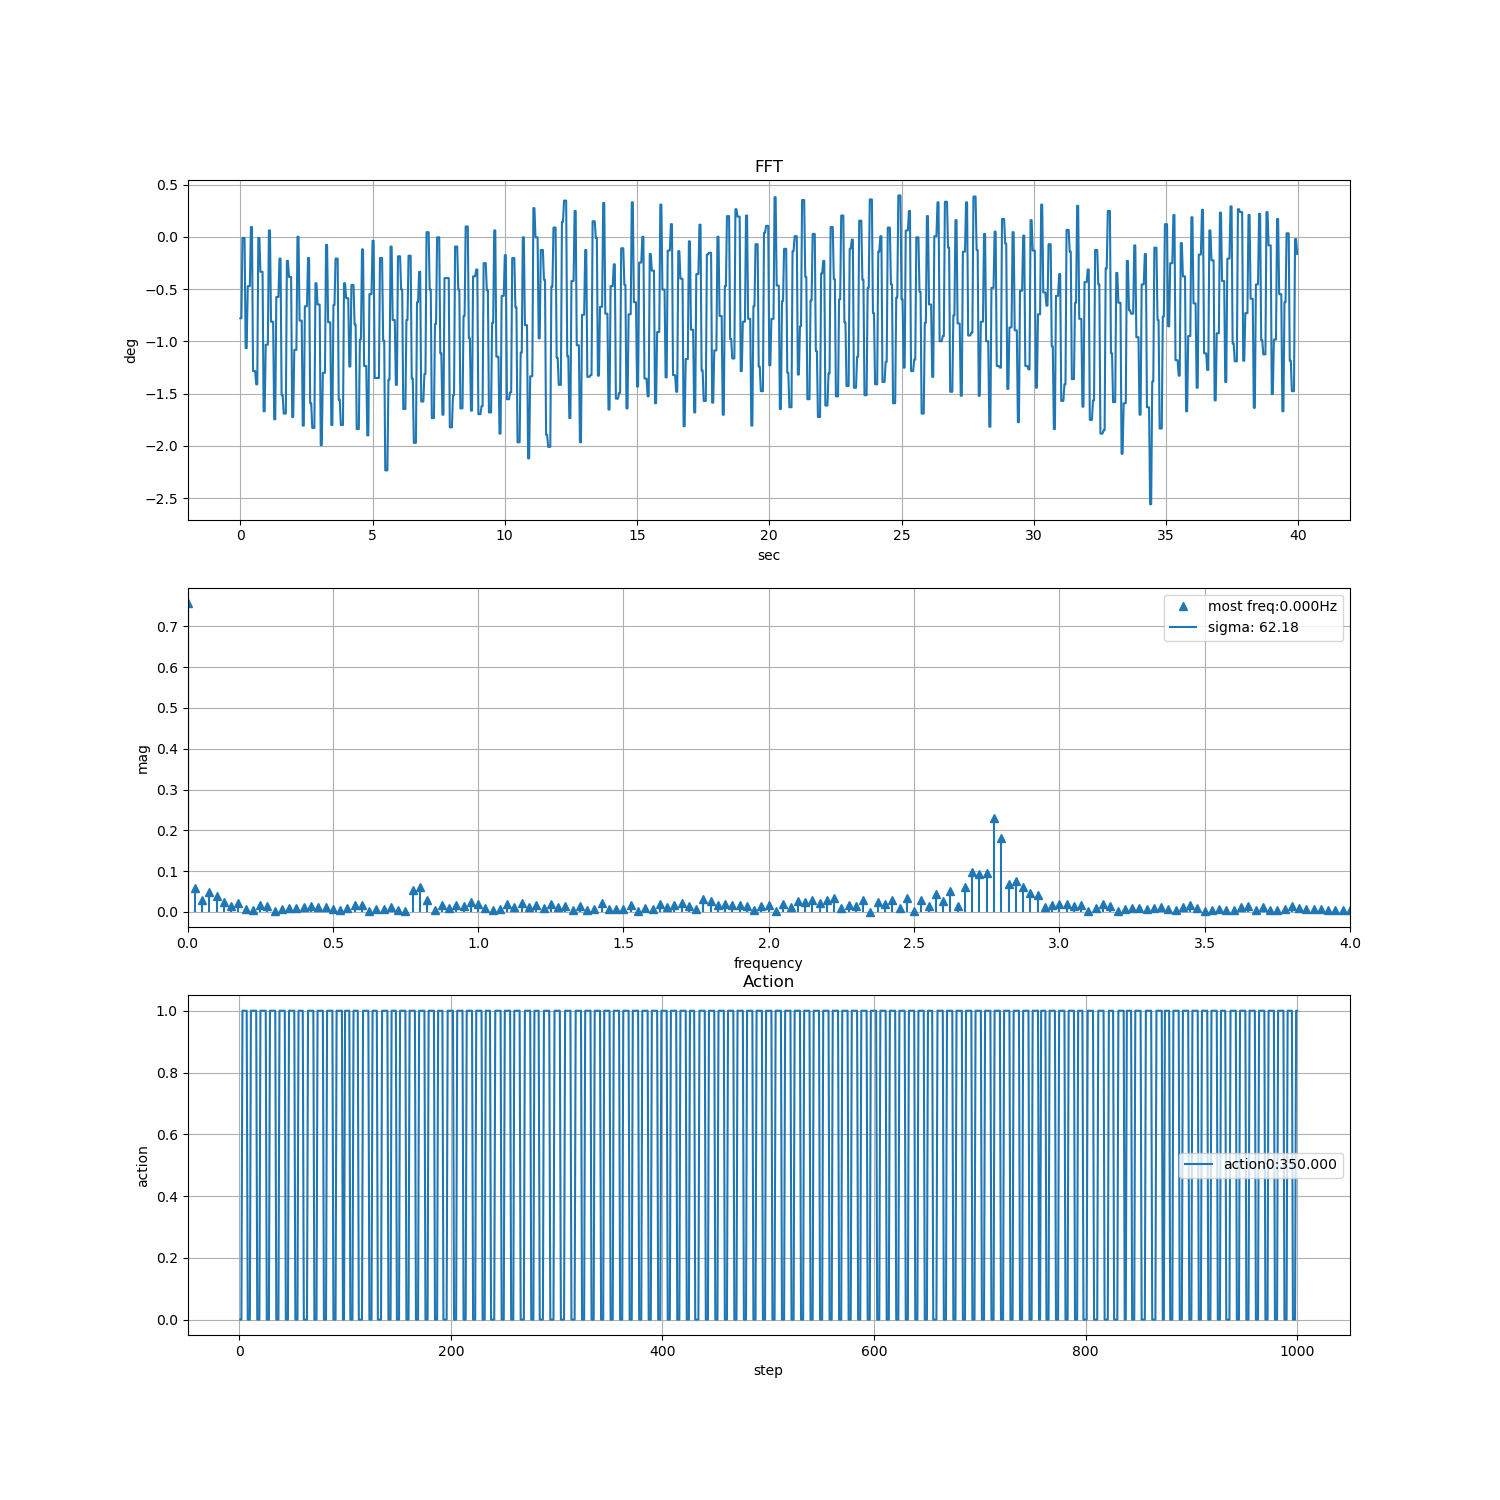 FFT
0.5
0.0
−0.5
−1.0
−1.5
−2.0
−2.5
deg
0 5 10 15 20 25 30 35 40
sec
most freq:0.000Hz
sigma: 62.18
0.7
0.6
0.5
0.4
0.3
0.2
0.1
0.0
mag
0.0 0.5 1.0 1.5 2.0 2.5 3.0 3.5 4.0
frequency
Action
1.0
0.8
0.6
0.4
0.2
0.0
action
action0:350.000
0 200 400 600 800 1000
step